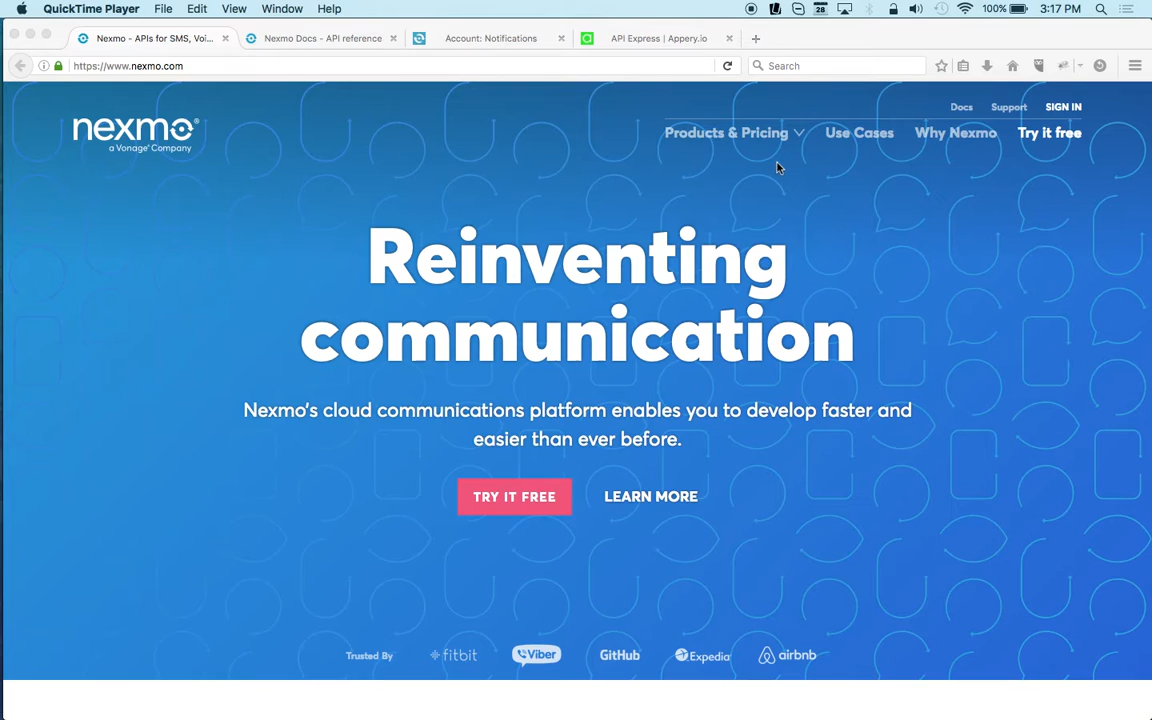 QuickTime Player File Edit View Window Help
28 100% 3:17 PM
Nexmo - APIs for SMS, Voi...
Nexmo Docs - API reference
Account: Notifications
API Express | Appery.io
https://www.nexmo.com
Search
Docs Support SIGN IN
nexmo®
a Vonage® Company
Products & Pricing Use Cases Why Nexmo Try it free
Reinventing
communication
Nexmo's cloud communications platform enables you to develop faster and
easier than ever before.
TRY IT FREE LEARN MORE
Trusted By fitbit Viber GitHub Expedia airbnb